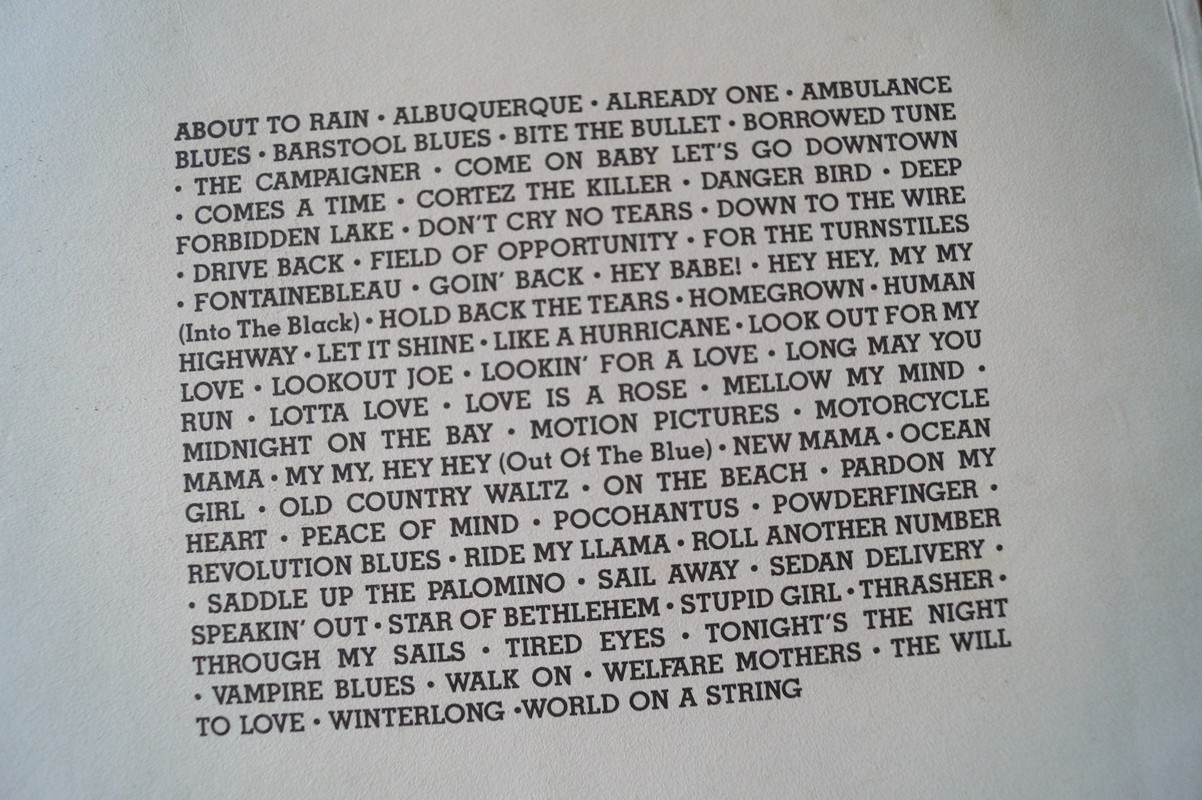 ABOUT TO RAIN • ALBUQUERQUE • ALREADY ONE • AMBULANCE
BLUES • BARSTOOL BLUES • BITE THE BULLET • BORROWED TUNE
• THE CAMPAIGNER • COME ON BABY LET'S GO DOWNTOWN
• COMES A TIME • CORTEZ THE KILLER • DANGER BIRD • DEEP
FORBIDDEN LAKE • DON'T CRY NO TEARS • DOWN TO THE WIRE
• DRIVE BACK • FIELD OF OPPORTUNITY • FOR THE TURNSTILES
• FONTAINEBLEAU • GOIN' BACK • HEY BABE! • HEY HEY, MY MY
(Into The Black) • HOLD BACK THE TEARS • HOMEGROWN • HUMAN
HIGHWAY • LET IT SHINE • LIKE A HURRICANE • LOOK OUT FOR MY
LOVE • LOOKOUT JOE • LOOKIN' FOR A LOVE • LONG MAY YOU
RUN • LOTTA LOVE • LOVE IS A ROSE • MELLOW MY MIND •
MIDNIGHT ON THE BAY • MOTION PICTURES • MOTORCYCLE
MAMA • MY MY, HEY HEY (Out Of The Blue) • NEW MAMA • OCEAN
GIRL • OLD COUNTRY WALTZ • ON THE BEACH • PARDON MY
HEART • PEACE OF MIND • POCOHANTUS • POWDERFINGER •
REVOLUTION BLUES • RIDE MY LLAMA • ROLL ANOTHER NUMBER
• SADDLE UP THE PALOMINO • SAIL AWAY • SEDAN DELIVERY •
SPEAKIN' OUT • STAR OF BETHLEHEM • STUPID GIRL • THRASHER •
THROUGH MY SAILS • TIRED EYES • TONIGHT'S THE NIGHT
• VAMPIRE BLUES • WALK ON • WELFARE MOTHERS • THE WILL
TO LOVE • WINTERLONG •WORLD ON A STRING